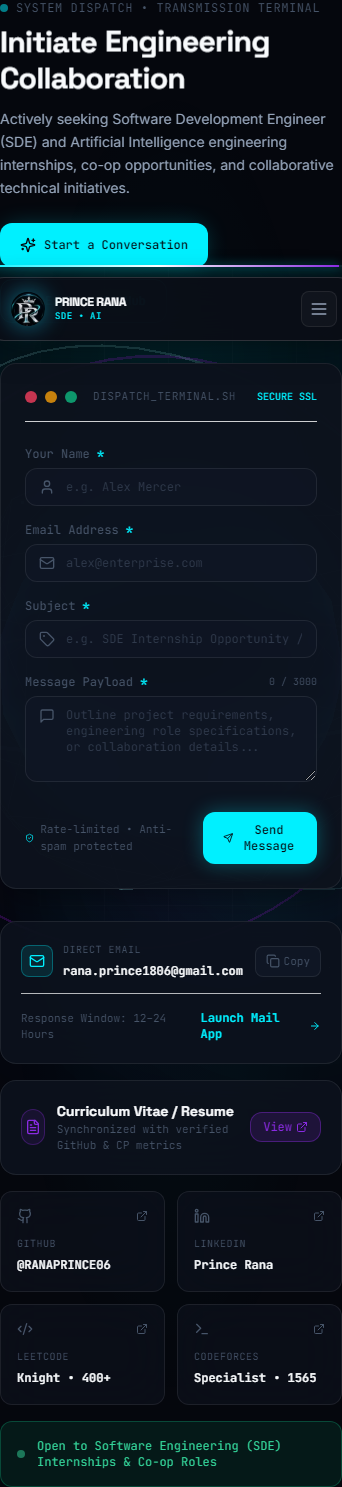 SYSTEM DISPATCH • TRANSMISSION TERMINAL
Initiate Engineering
Collaboration
Actively seeking Software Development Engineer
(SDE) and Artificial Intelligence engineering
internships, co-op opportunities, and collaborative
technical initiatives.
Start a Conversation
PR
PRINCE RANA
SDE • AI
DISPATCH_TERMINAL.SH
SECURE SSL
Your Name *
e.g. Alex Mercer
Email Address *
alex@enterprise.com
Subject *
e.g. SDE Internship Opportunity /
Message Payload *
0 / 3000
Outline project requirements,
engineering role specifications,
or collaboration details...
Rate-limited • Anti-
spam protected
Send
Message
DIRECT EMAIL
rana.prince1806@gmail.com
Copy
Response Window: 12–24
Hours
Launch Mail
App
Curriculum Vitae / Resume
Synchronized with verified
GitHub & CP metrics
View
GITHUB
@RANAPRINCE06
LINKEDIN
Prince Rana
LEETCODE
Knight • 400+
CODEFORCES
Specialist • 1565
Open to Software Engineering (SDE)
Internships & Co-op Roles